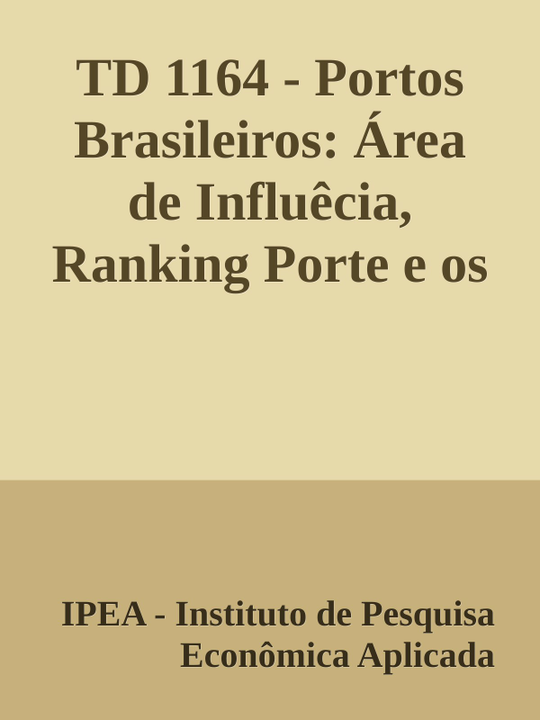 TD 1164 - Portos
Brasileiros: Área
de Influêcia,
Ranking Porte e os
IPEA - Instituto de Pesquisa
Econômica Aplicada